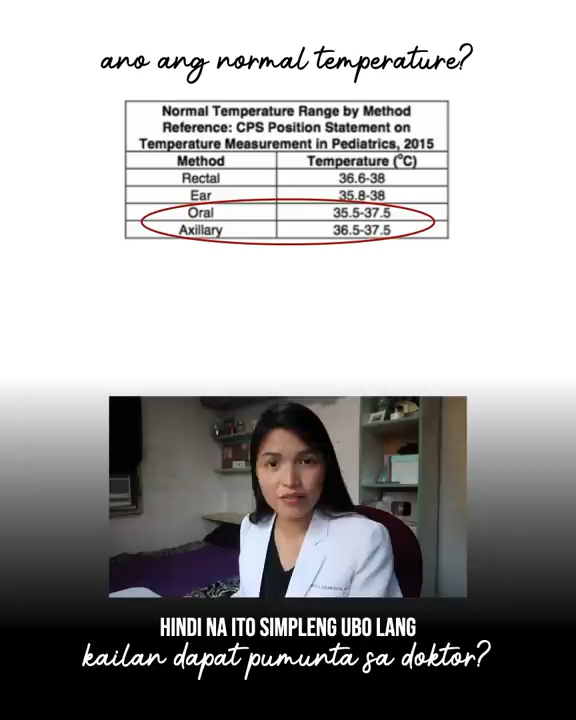 ano ang normal temperature?
Normal Temperature Range by Method
Reference: CPS Position Statement on
Temperature Measurement in Pediatrics, 2015
Method Temperature (°C)
Rectal 36.6-38
Ear 35.8-38
Oral 35.5-37.5
Axillary 36.5-37.5
HINDI NA ITO SIMPLENG UBO LANG
kailan dapat pumunta sa doktor?